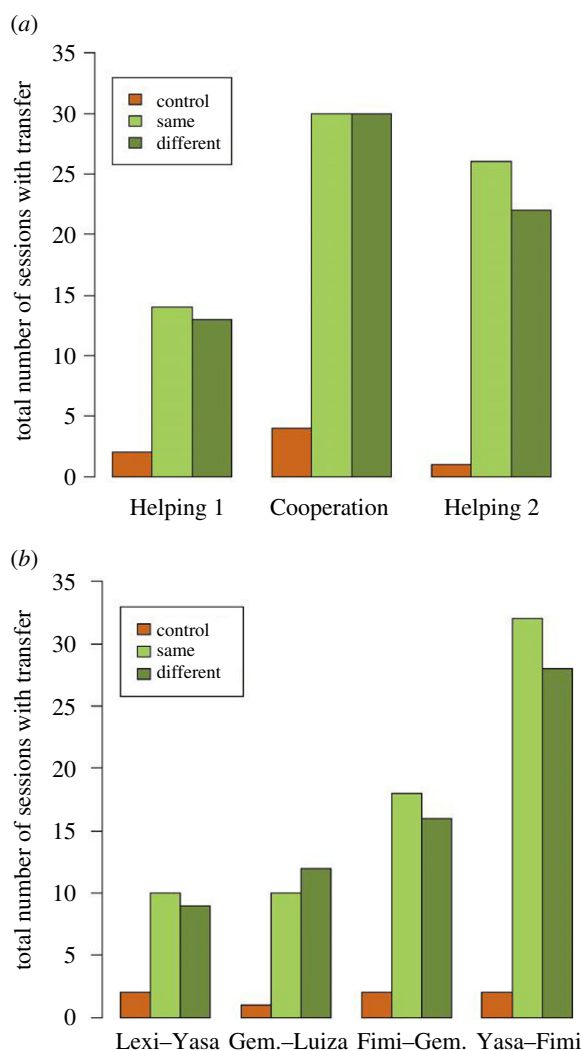 (a)
total number of sessions with transfer
35
30
25
20
15
10
5
0
control
same
different
Helping 1 Cooperation Helping 2
(b)
total number of sessions with transfer
35
30
25
20
15
10
5
0
control
same
different
Lexi–Yasa Gem.–Luiza Fimi–Gem. Yasa–Fimi